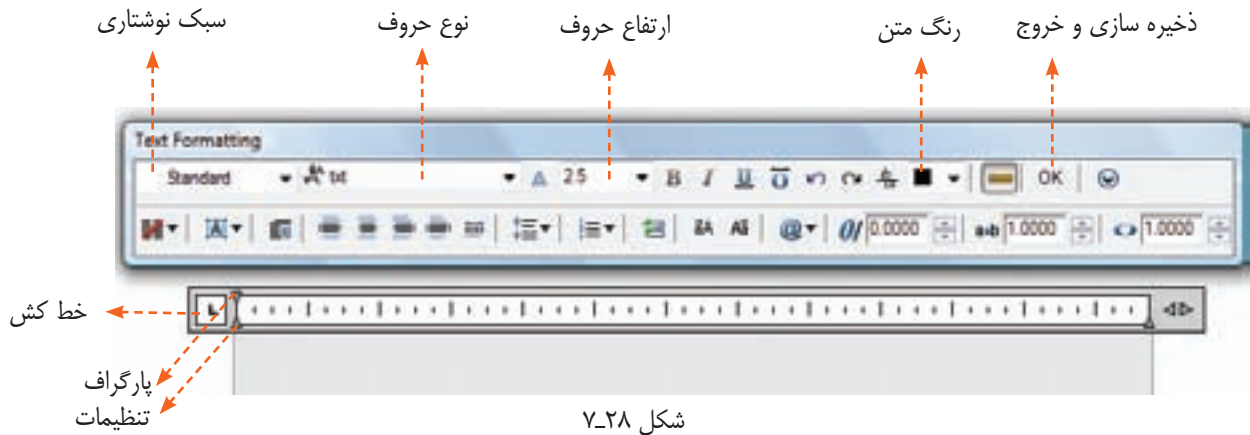 ذخیره سازی و خروج رنگ متن ارتفاع حروف نوع حروف سبک نوشتاری
Text Formatting
Standard txt 2.5 B I U O OK
@ 0/ 0.0000 a•b 1.0000 1.0000
خط کش
پارگراف
تنظیمات
شکل ۲۸ـ۷